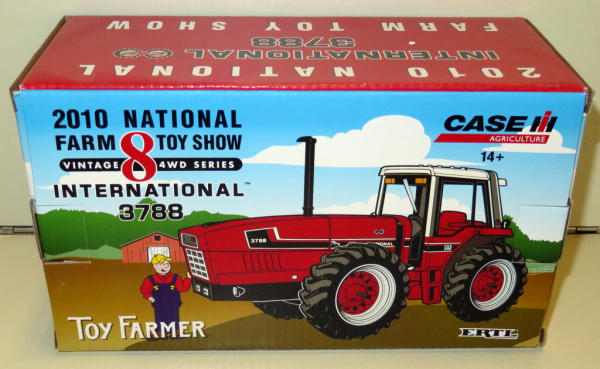 2010 NATIONAL
FARM TOY SHOW
INTERNATIONAL
3788
2010 NATIONAL
FARM 8 TOY SHOW
VINTAGE 4WD SERIES
INTERNATIONAL™
3788
CASE IH
AGRICULTURE
14+
3788
TOY FARMER
ERTL